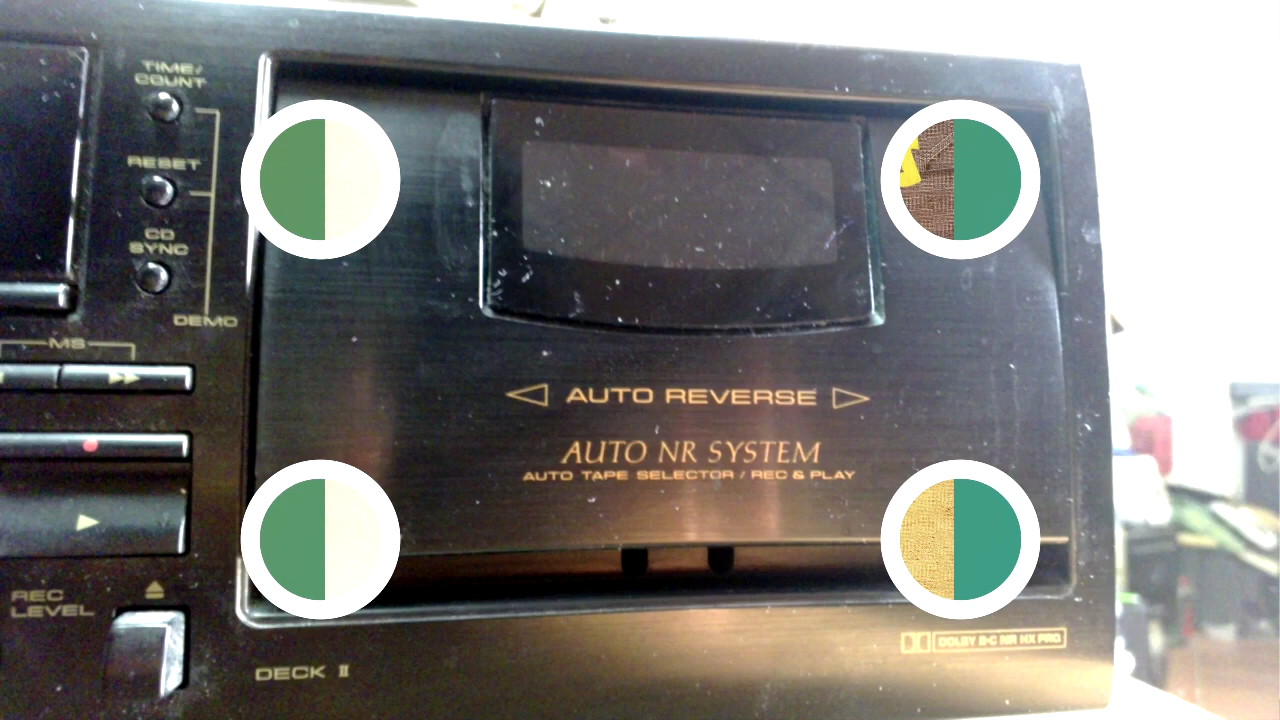 TIME/
COUNT
RESET
CD
SYNC
DEMO
MS
AUTO REVERSE
AUTO NR SYSTEM
AUTO TAPE SELECTOR / REC & PLAY
REC
LEVEL
DECK II
DOLBY B-C NR HX PRO